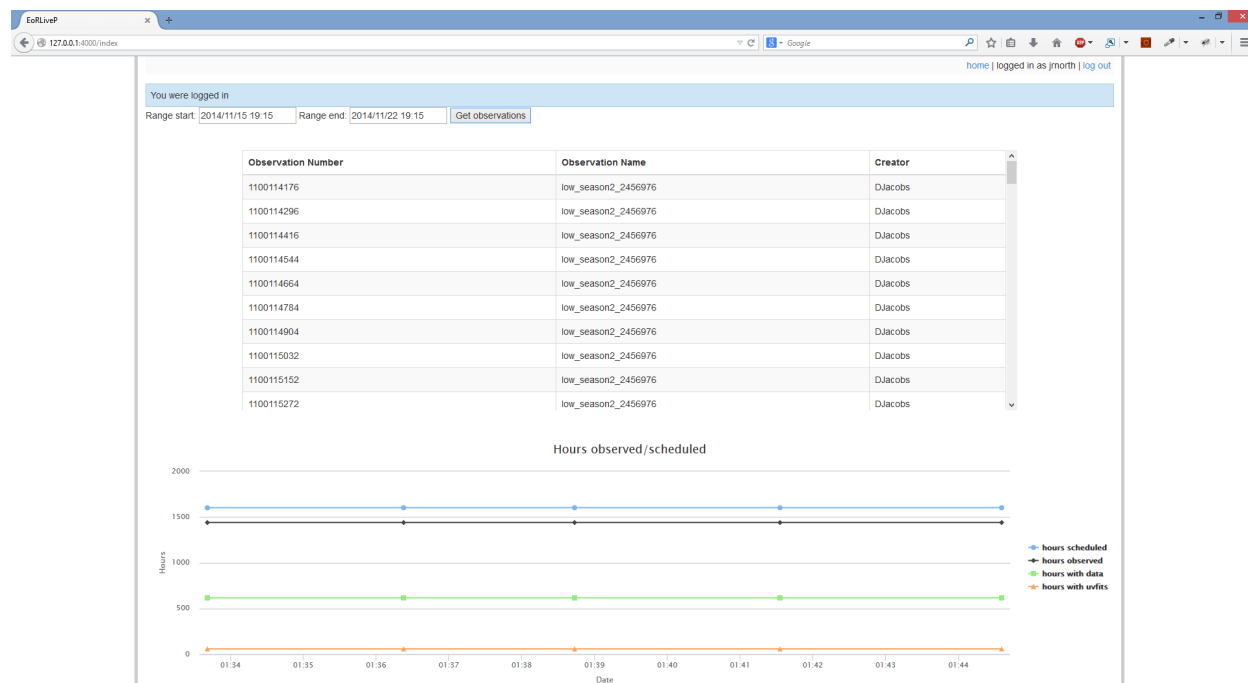 EoRLiveP
127.0.0.1:4000/index
Google
home | logged in as jrnorth | log out
You were logged in
Range start: 2014/11/15 19:15 Range end: 2014/11/22 19:15 Get observations
Observation Number Observation Name Creator
1100114176 low_season2_2456976 DJacobs
1100114296 low_season2_2456976 DJacobs
1100114416 low_season2_2456976 DJacobs
1100114544 low_season2_2456976 DJacobs
1100114664 low_season2_2456976 DJacobs
1100114784 low_season2_2456976 DJacobs
1100114904 low_season2_2456976 DJacobs
1100115032 low_season2_2456976 DJacobs
1100115152 low_season2_2456976 DJacobs
1100115272 low_season2_2456976 DJacobs
Hours observed/scheduled
2000
1500
1000
500
0
Hours
hours scheduled
hours observed
hours with data
hours with uvfits
01:34 01:35 01:36 01:37 01:38 01:39 01:40 01:41 01:42 01:43 01:44
Date